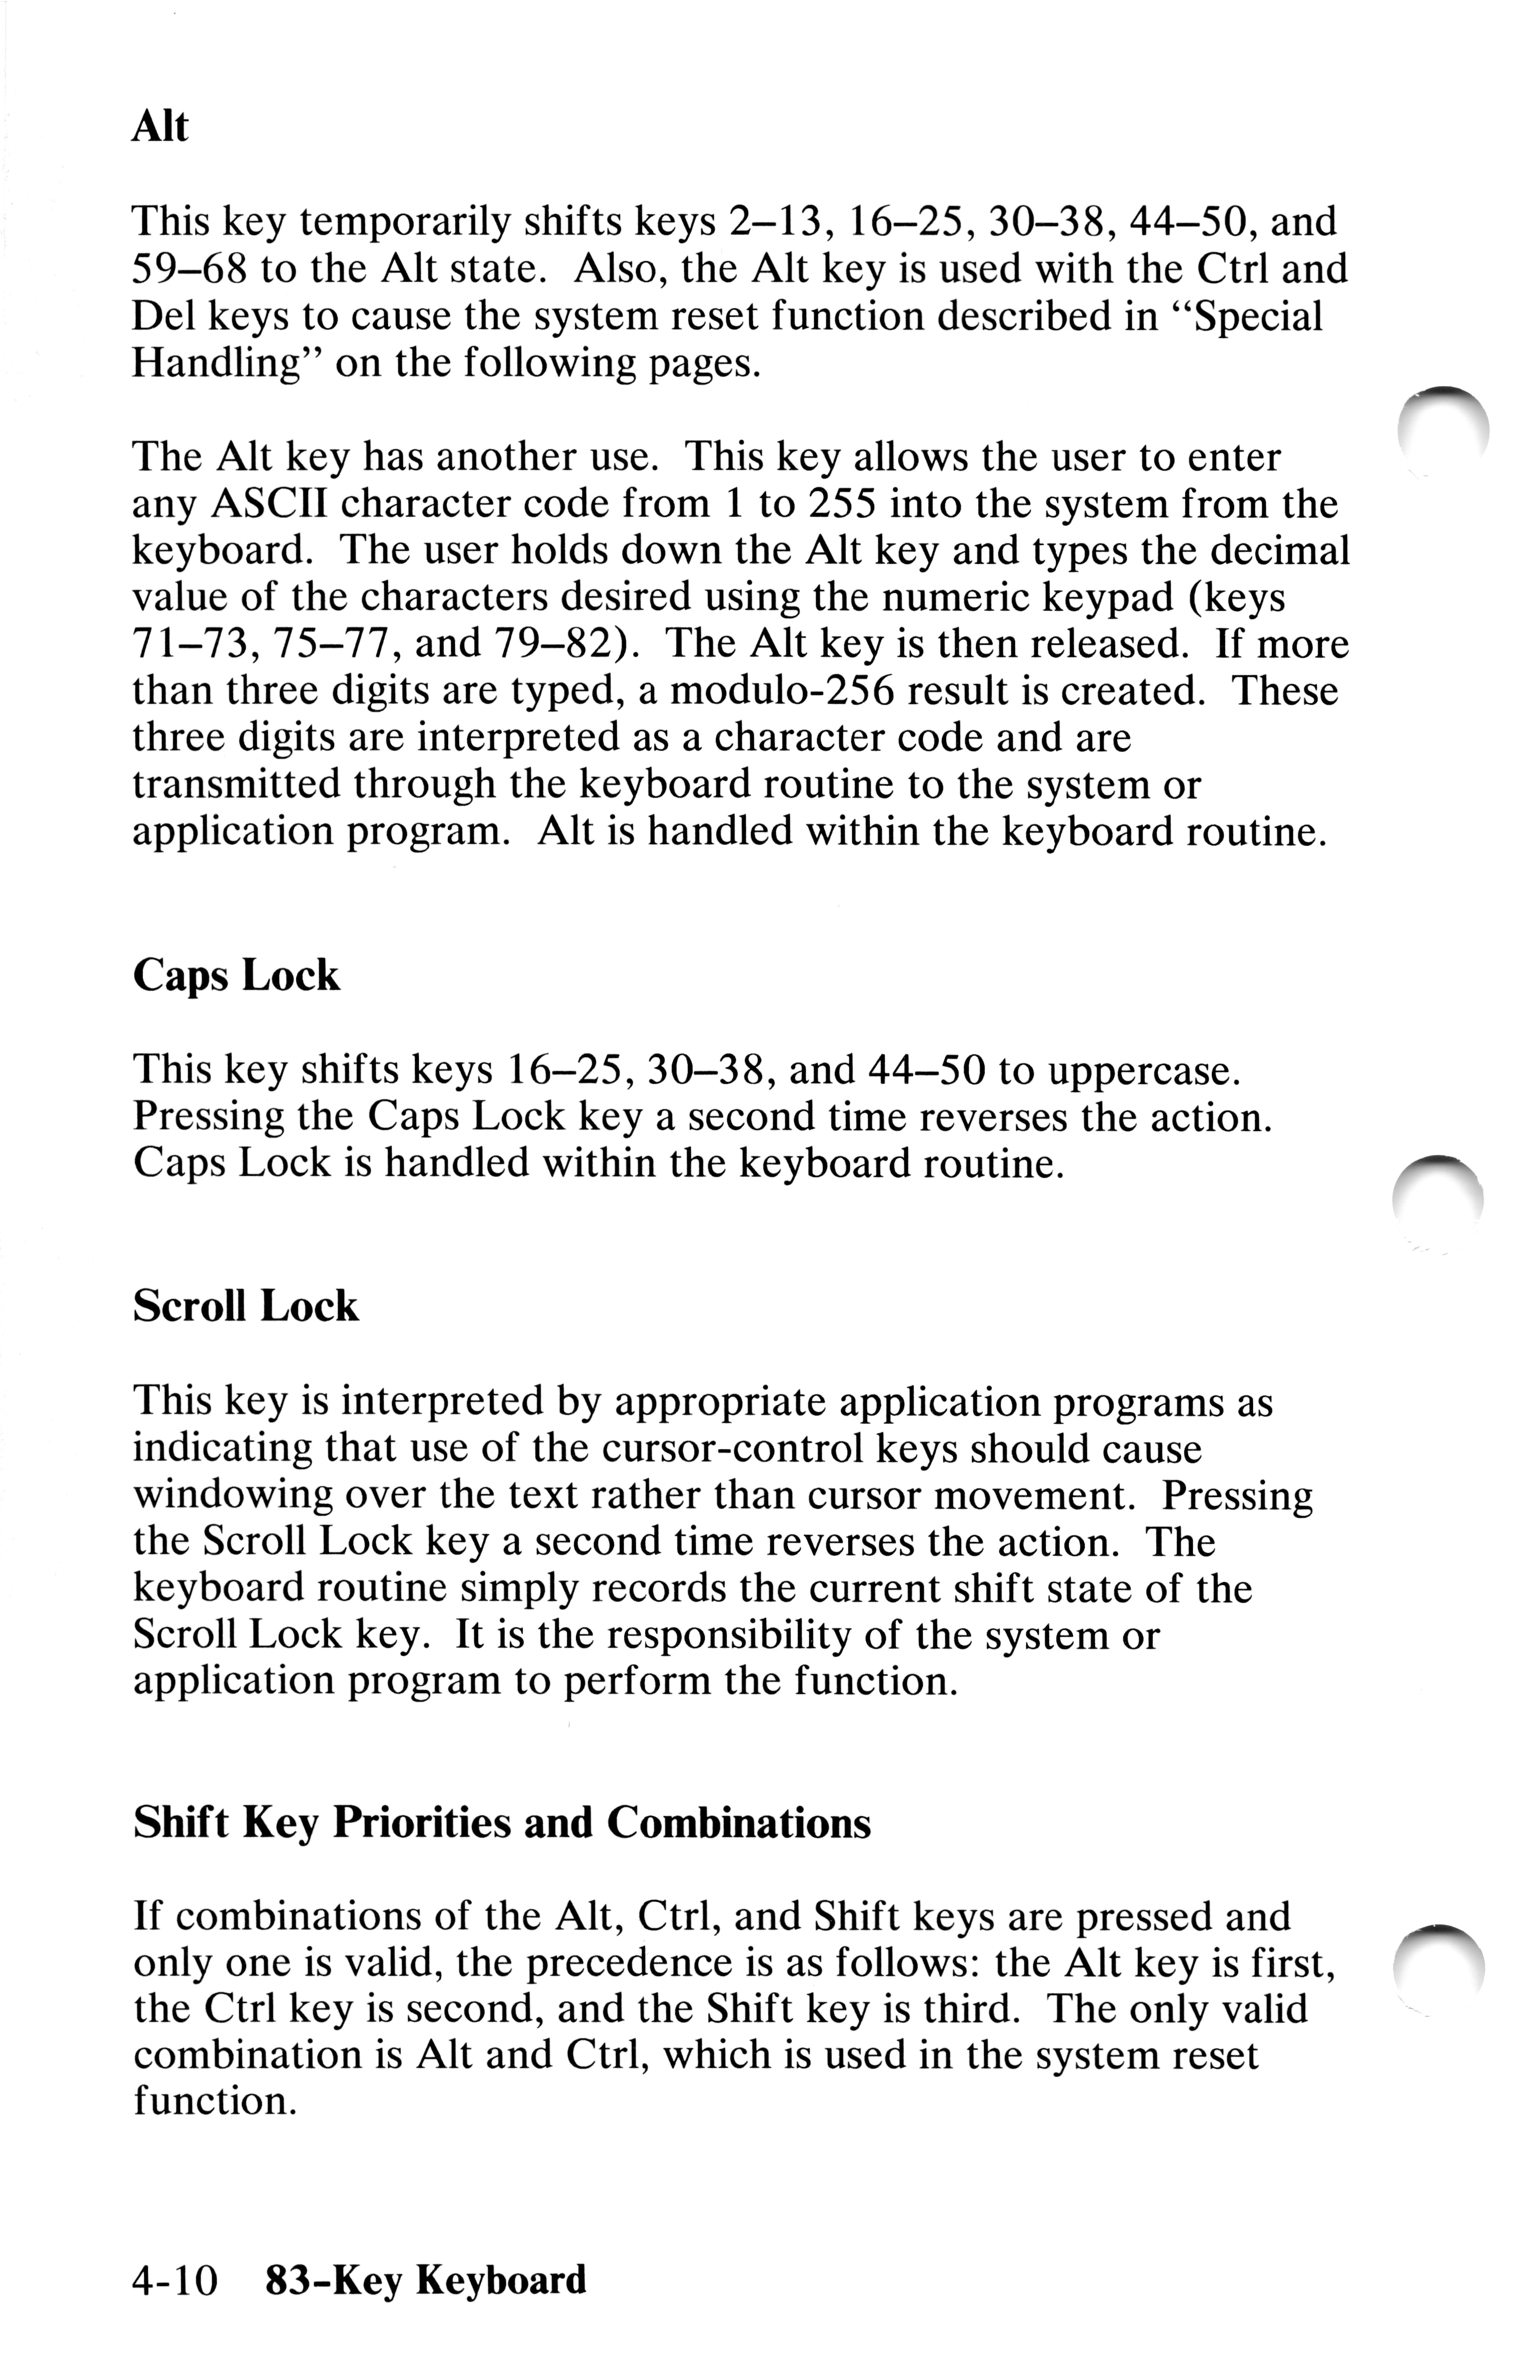 Alt
This key temporarily shifts keys 2–13, 16–25, 30–38, 44–50, and
59–68 to the Alt state. Also, the Alt key is used with the Ctrl and
Del keys to cause the system reset function described in “Special
Handling” on the following pages.
The Alt key has another use. This key allows the user to enter
any ASCII character code from 1 to 255 into the system from the
keyboard. The user holds down the Alt key and types the decimal
value of the characters desired using the numeric keypad (keys
71–73, 75–77, and 79–82). The Alt key is then released. If more
than three digits are typed, a modulo-256 result is created. These
three digits are interpreted as a character code and are
transmitted through the keyboard routine to the system or
application program. Alt is handled within the keyboard routine.
Caps Lock
This key shifts keys 16–25, 30–38, and 44–50 to uppercase.
Pressing the Caps Lock key a second time reverses the action.
Caps Lock is handled within the keyboard routine.
Scroll Lock
This key is interpreted by appropriate application programs as
indicating that use of the cursor-control keys should cause
windowing over the text rather than cursor movement. Pressing
the Scroll Lock key a second time reverses the action. The
keyboard routine simply records the current shift state of the
Scroll Lock key. It is the responsibility of the system or
application program to perform the function.
Shift Key Priorities and Combinations
If combinations of the Alt, Ctrl, and Shift keys are pressed and
only one is valid, the precedence is as follows: the Alt key is first,
the Ctrl key is second, and the Shift key is third. The only valid
combination is Alt and Ctrl, which is used in the system reset
function.
4-10 83-Key Keyboard